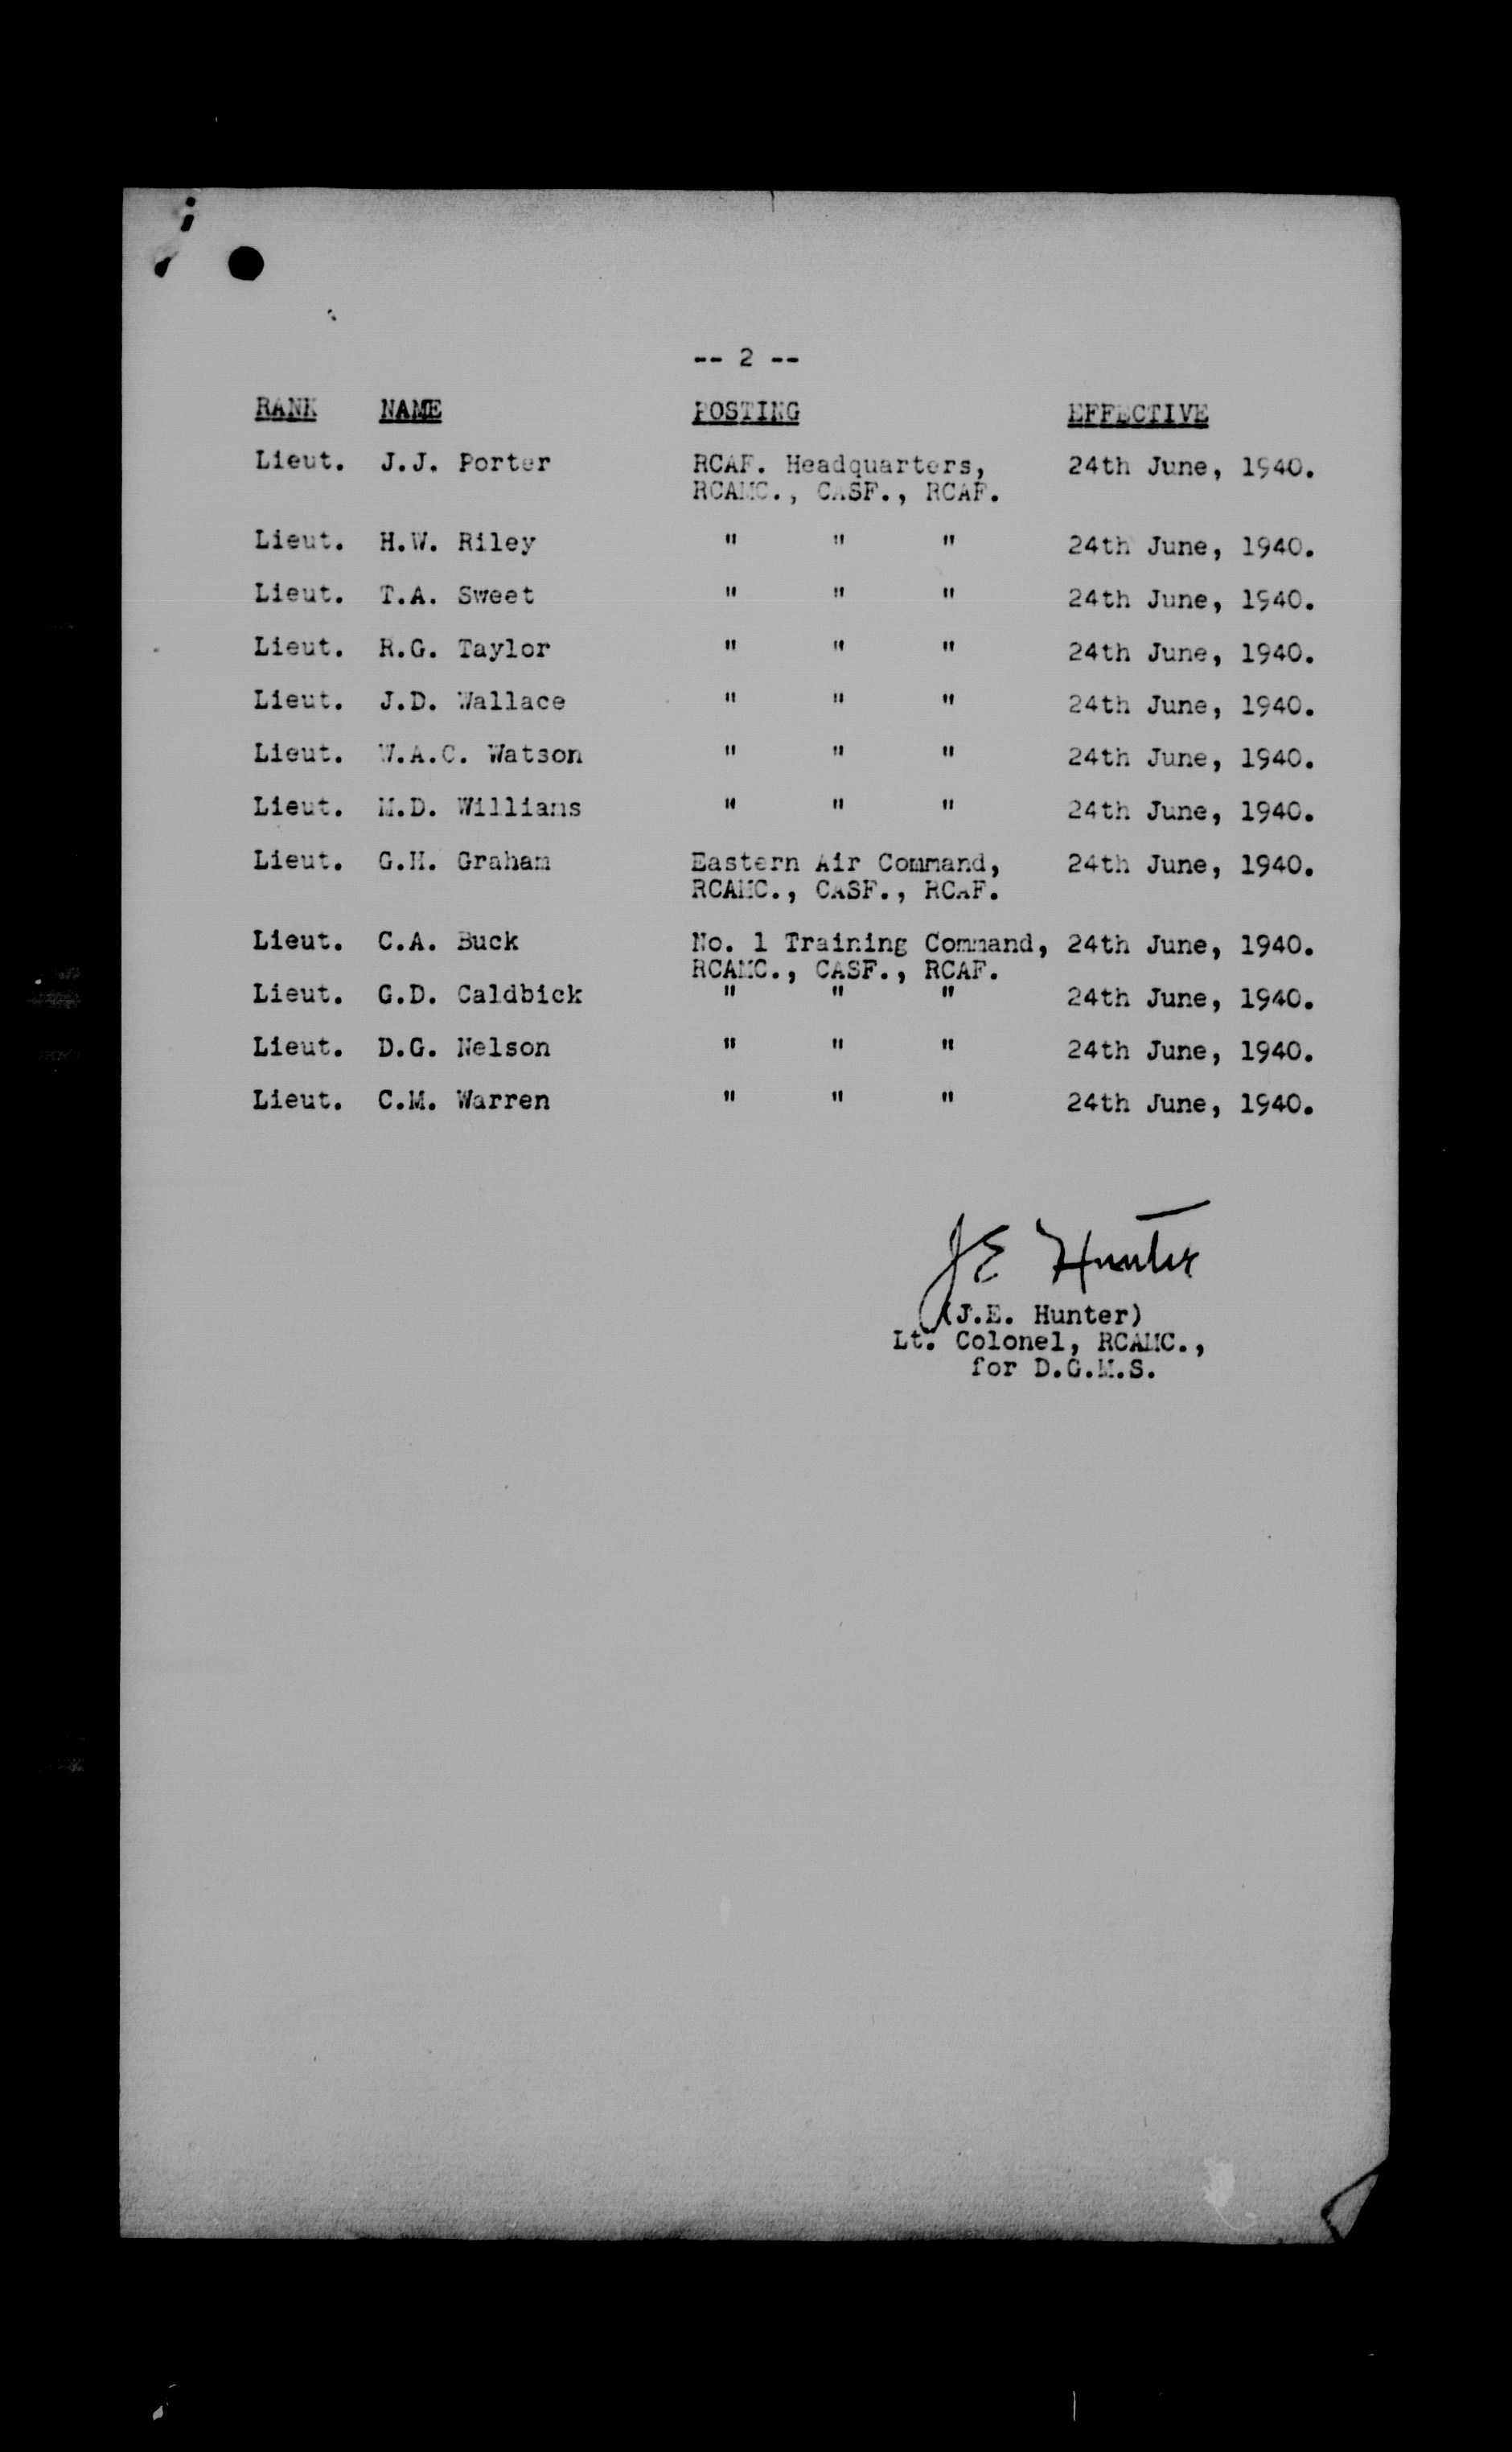 -- 2 --
RANK NAME POSTING EFFECTIVE
Lieut. J.J. Porter RCAF. Headquarters, 24th June, 1940.
RCAMC., CASF., RCAF.
Lieut. H.W. Riley " " " 24th June, 1940.
Lieut. T.A. Sweet " " " 24th June, 1940.
Lieut. R.G. Taylor " " " 24th June, 1940.
Lieut. J.D. Wallace " " " 24th June, 1940.
Lieut. W.A.C. Watson " " " 24th June, 1940.
Lieut. M.D. Williams " " " 24th June, 1940.
Lieut. G.H. Graham Eastern Air Command, 24th June, 1940.
RCAMC., CASF., RCAF.
Lieut. C.A. Buck No. 1 Training Command, 24th June, 1940.
RCAMC., CASF., RCAF.
Lieut. G.D. Caldbick " " " 24th June, 1940.
Lieut. D.G. Nelson " " " 24th June, 1940.
Lieut. C.M. Warren " " " 24th June, 1940.
J E Hunter
(J.E. Hunter)
Lt. Colonel, RCAMC.,
for D.G.M.S.